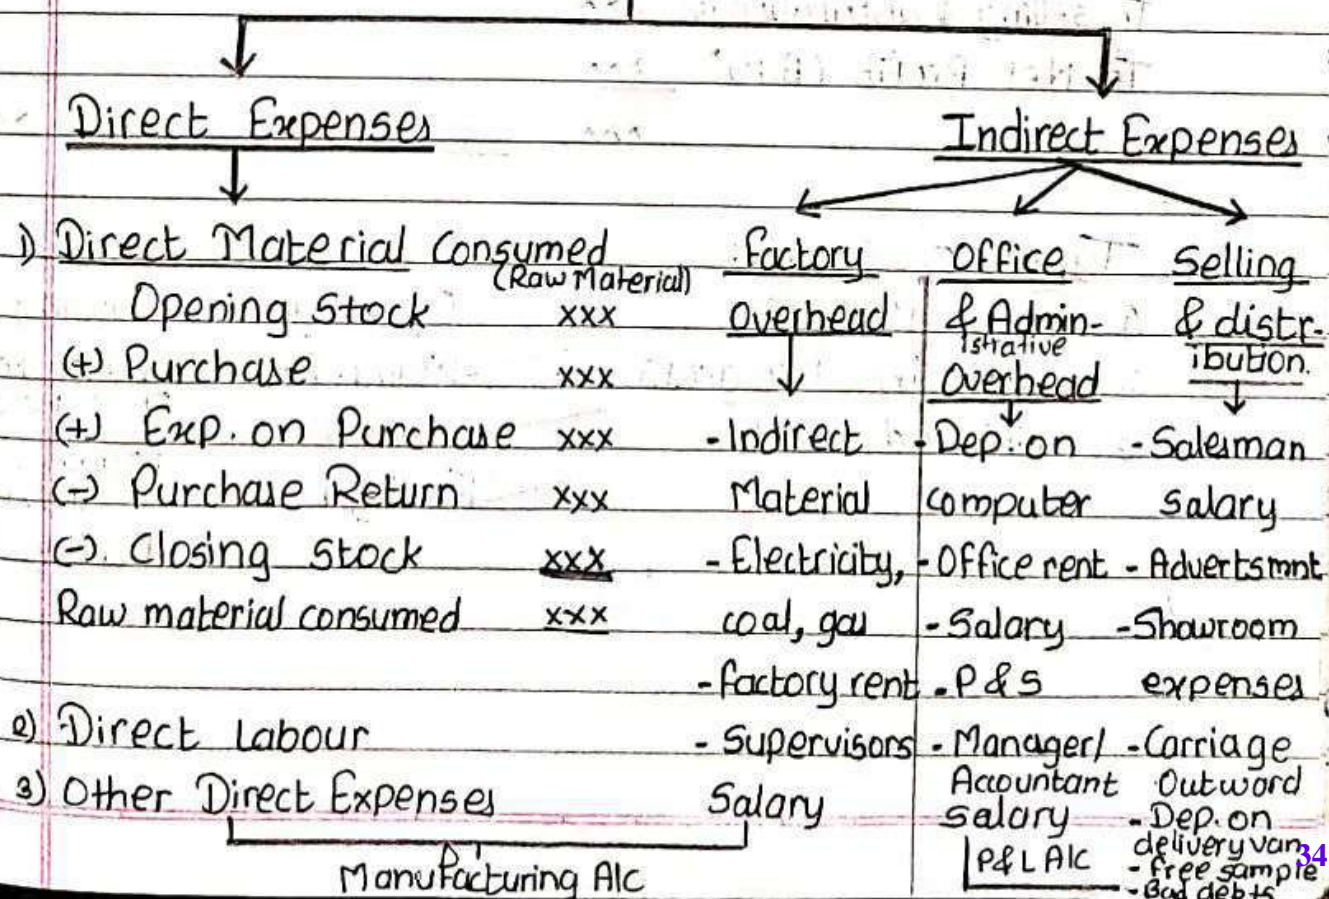 Direct Expenses
Indirect Expenses
1) Direct Material Consumed
(Raw Material)
Opening Stock xxx
(+) Purchase xxx
(+) Exp. on Purchase xxx
(-) Purchase Return xxx
(-) Closing Stock xxx
Raw material consumed xxx
2) Direct Labour
3) Other Direct Expenses
Factory
Overhead
- Indirect
Material
- Electricity,
coal, gas
- factory rent
- Supervisors
Salary
Manufacturing A/c
Office
& Admin-
istrative
Overhead
- Dep. on
computer
- Office rent
- Salary
- P & S
- Manager/
Accountant
salary
P&L A/c
Selling
& distr-
ibution.
- Salesman
salary
- Advertsmnt
- Showroom
expenses
- Carriage
Outword
- Dep. on
delivery van
- free sample
- Bad debts
34